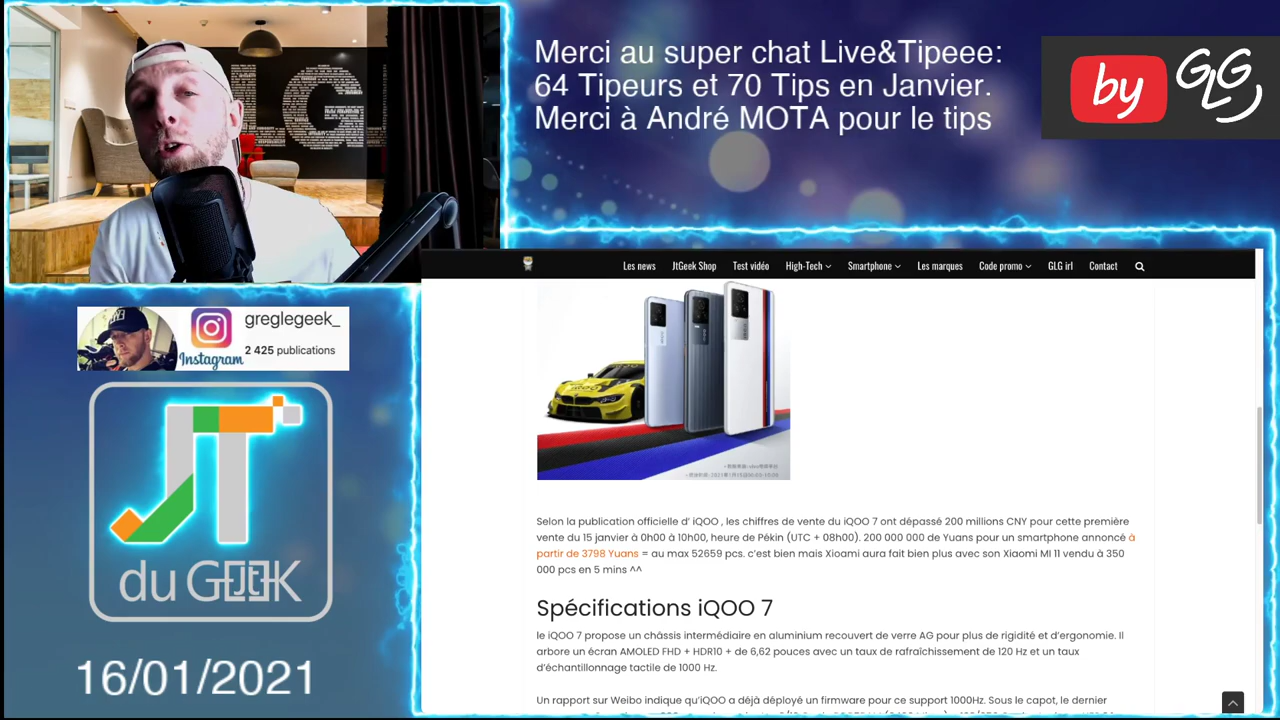 Merci au super chat Live&Tipeee:
64 Tipeurs et 70 Tips en Janvier.
Merci à André MOTA pour le tips
by GLG
Les news JtGeek Shop Test vidéo High-Tech Smartphone Les marques Code promo GLG irl Contact
greglegeek_
Instagram
2 425 publications
JT
du GEEK
16/01/2021
Selon la publication officielle d' iQOO , les chiffres de vente du iQOO 7 ont dépassé 200 millions CNY pour cette première
vente du 15 janvier à 0h00 à 10h00, heure de Pékin (UTC + 08h00). 200 000 000 de Yuans pour un smartphone annoncé à
partir de 3798 Yuans = au max 52659 pcs. c'est bien mais Xioami aura fait bien plus avec son Xiaomi MI 11 vendu à 350
000 pcs en 5 mins ^^
Spécifications iQOO 7
le iQOO 7 propose un châssis intermédiaire en aluminium recouvert de verre AG pour plus de rigidité et d'ergonomie. Il
arbore un écran AMOLED FHD + HDR10 + de 6,62 pouces avec un taux de rafraîchissement de 120 Hz et un taux
d'échantillonnage tactile de 1000 Hz.
Un rapport sur Weibo indique qu'iQOO a déjà déployé un firmware pour ce support 1000Hz. Sous le capot, le dernier